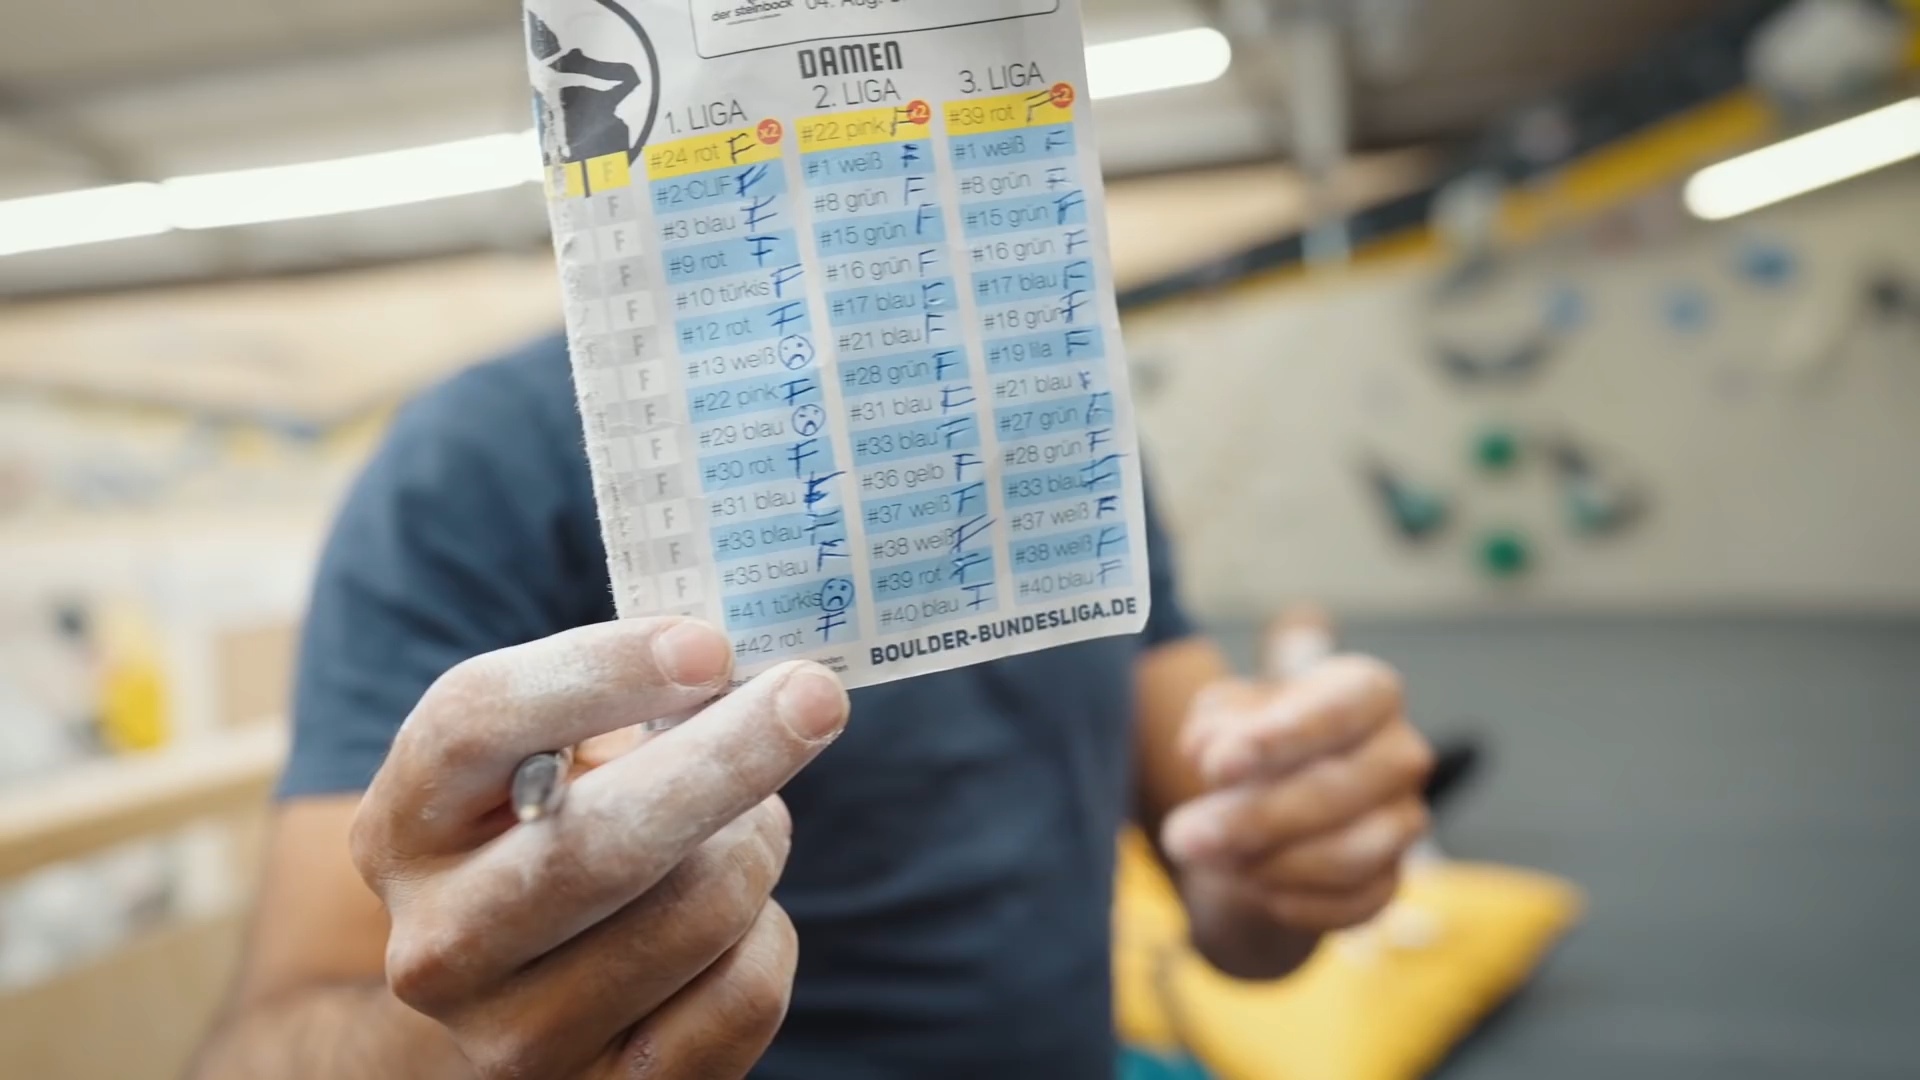 der steinbock 04. Aug.
DAMEN
1. LIGA
#24 rot F x2
#2 CLIF F
#3 blau F
#9 rot F
#10 türkis F
#12 rot F
#13 weiß
#22 pink F
#29 blau
#30 rot F
#31 blau F
#33 blau F
#35 blau F
#41 türkis
#42 rot F
2. LIGA
#22 pink F x2
#1 weiß F
#8 grün F
#15 grün F
#16 grün F
#17 blau F
#21 blau F
#28 grün F
#31 blau F
#33 blau F
#36 gelb F
#37 weiß F
#38 weiß F
#39 rot F
#40 blau F
3. LIGA
#39 rot F x2
#1 weiß F
#8 grün F
#15 grün F
#16 grün F
#17 blau F
#18 grün F
#19 lila F
#21 blau F
#27 grün F
#28 grün F
#33 blau F
#37 weiß F
#38 weiß F
#40 blau F
BOULDER-BUNDESLIGA.DE
F
F
F
F
F
F
F
F
F
F
F
F
F